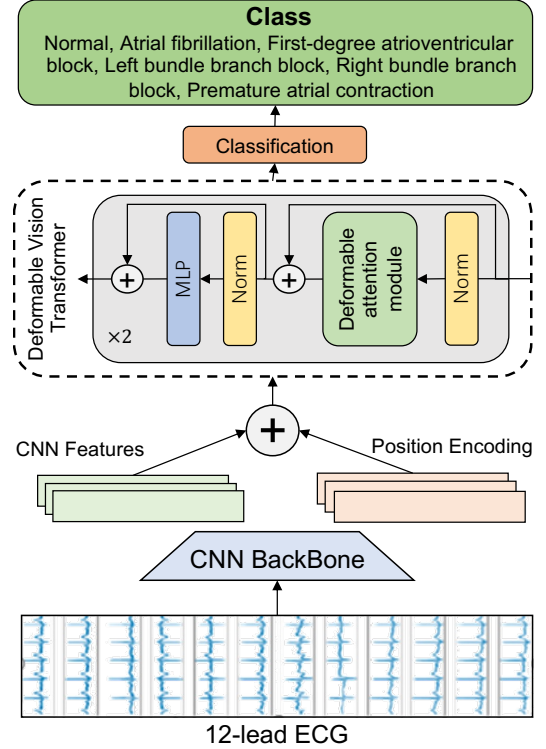 Class
Normal, Atrial fibrillation, First-degree atrioventricular
block, Left bundle branch block, Right bundle branch
block, Premature atrial contraction
Classification
Deformable Vision
Transformer
+
MLP
Norm
+
Deformable
attention
module
Norm
×2
+
CNN Features
Position Encoding
CNN BackBone
12-lead ECG